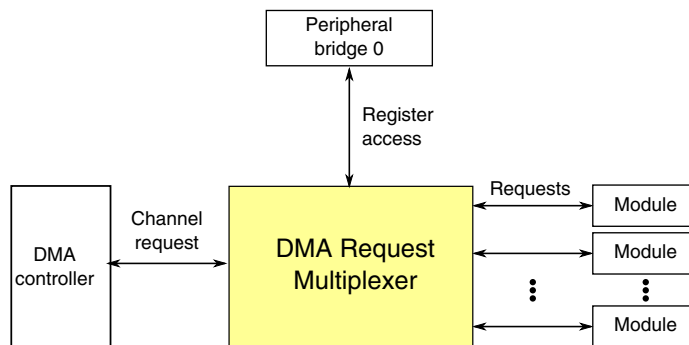 Peripheral
bridge 0
Register
access
Requests
Module
Channel
request
DMA
controller
DMA Request
Multiplexer
Module
Module